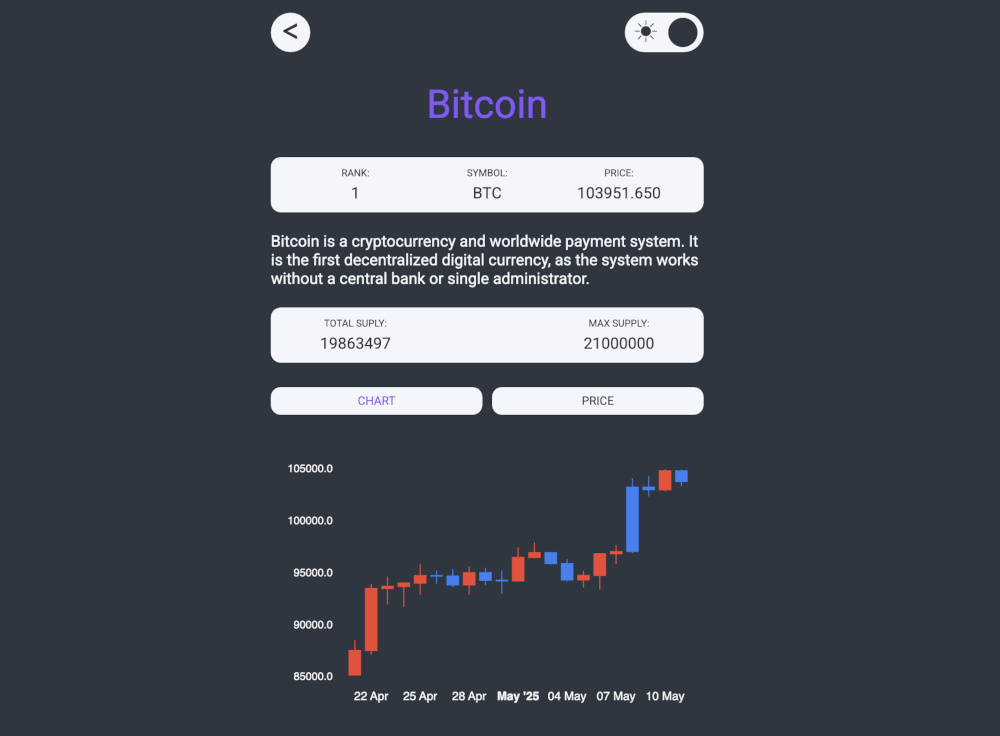 <
Bitcoin
RANK: SYMBOL: PRICE:
1 BTC 103951.650
Bitcoin is a cryptocurrency and worldwide payment system. It
is the first decentralized digital currency, as the system works
without a central bank or single administrator.
TOTAL SUPLY: MAX SUPPLY:
19863497 21000000
CHART PRICE
105000.0
100000.0
95000.0
90000.0
85000.0
22 Apr 25 Apr 28 Apr May '25 04 May 07 May 10 May